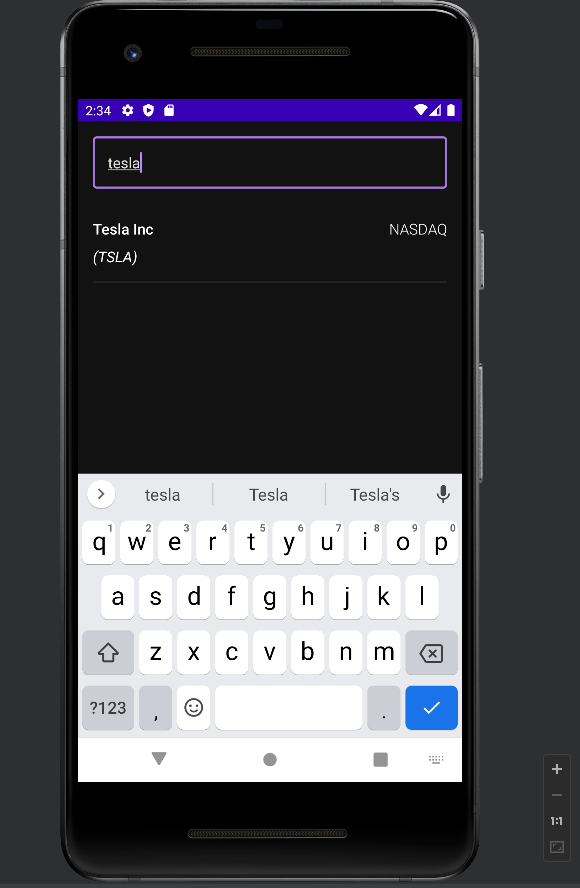 2:34
tesla
Tesla Inc NASDAQ
(TSLA)
tesla Tesla Tesla's
1 2 3 4 5 6 7 8 9 0
q w e r t y u i o p
a s d f g h j k l
z x c v b n m
?123 , .
1:1